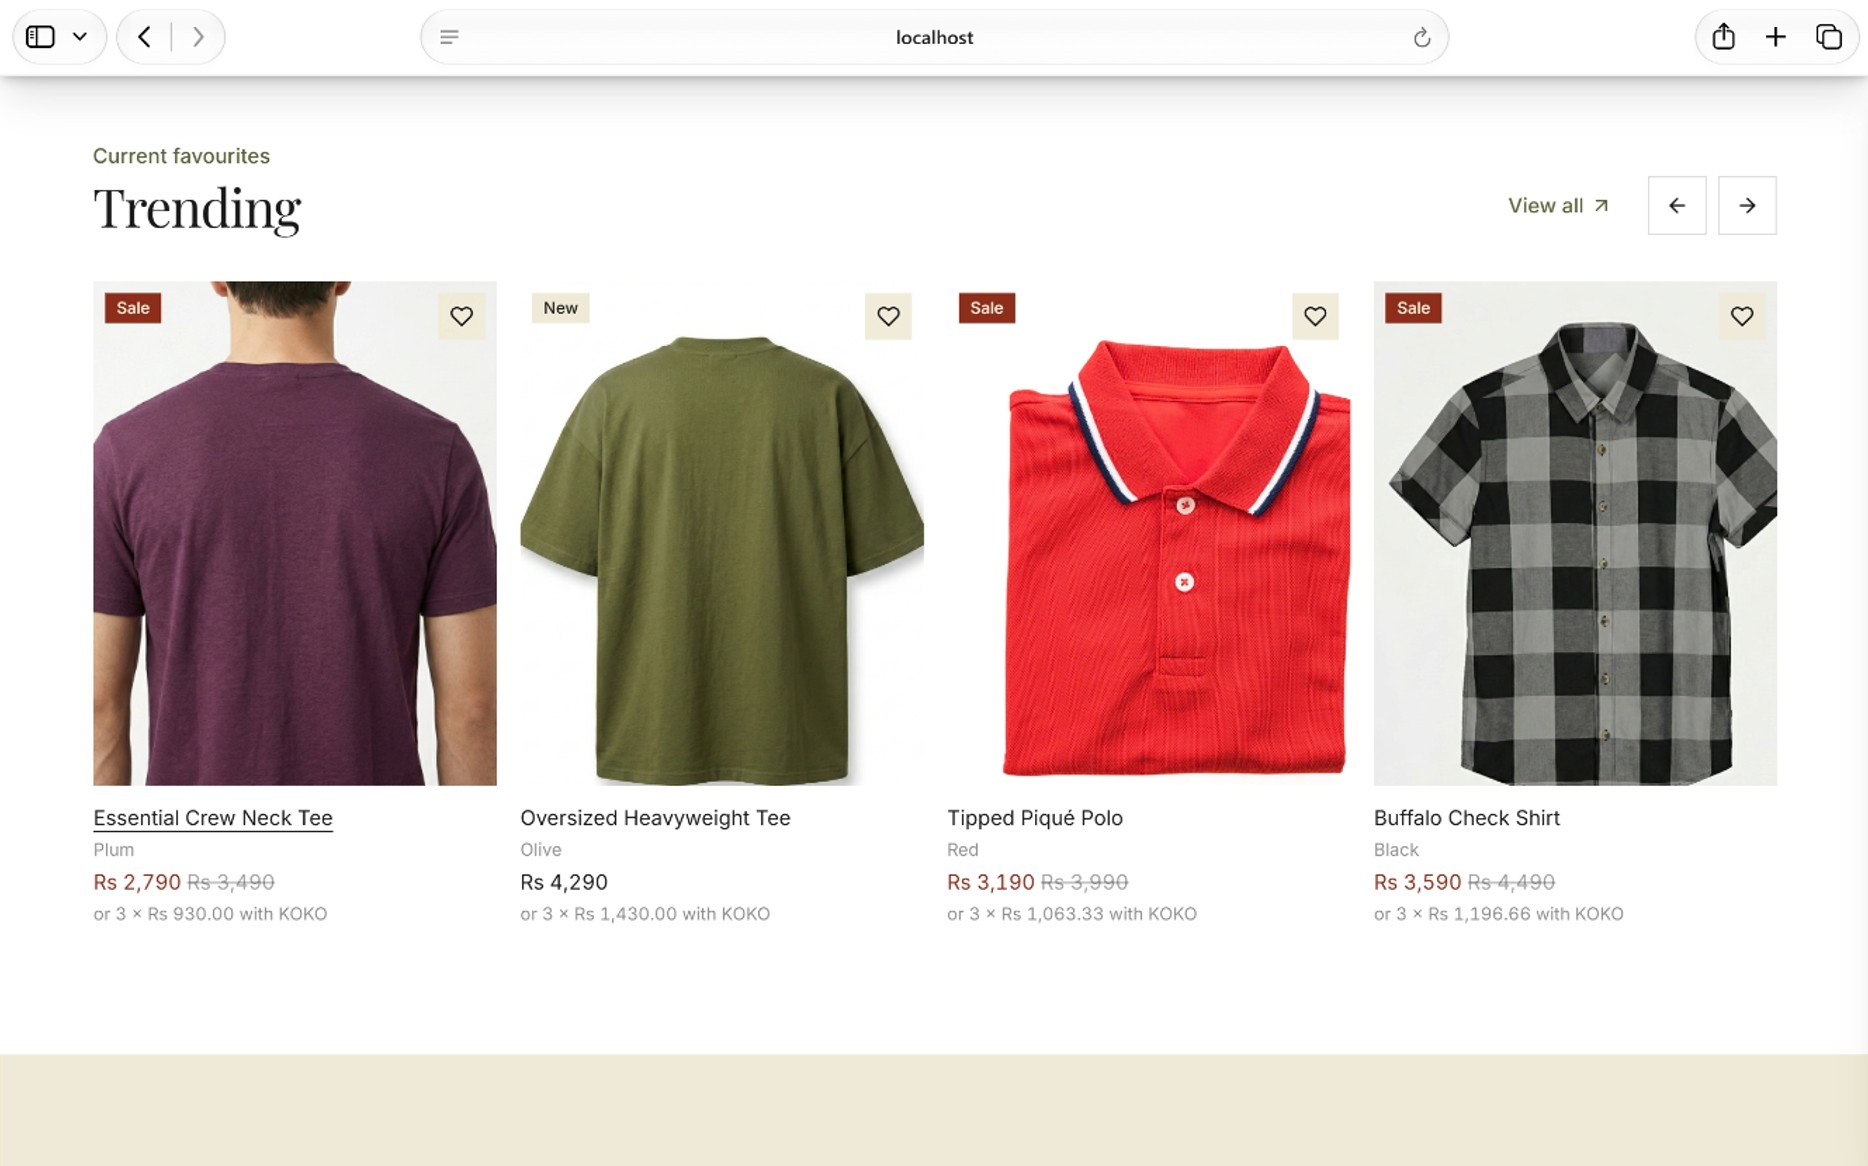 localhost
Current favourites
Trending
View all
Sale
New
Sale
Sale
Essential Crew Neck Tee
Plum
Rs 2,790 Rs 3,490
or 3 × Rs 930.00 with KOKO
Oversized Heavyweight Tee
Olive
Rs 4,290
or 3 × Rs 1,430.00 with KOKO
Tipped Piqué Polo
Red
Rs 3,190 Rs 3,990
or 3 × Rs 1,063.33 with KOKO
Buffalo Check Shirt
Black
Rs 3,590 Rs 4,490
or 3 × Rs 1,196.66 with KOKO